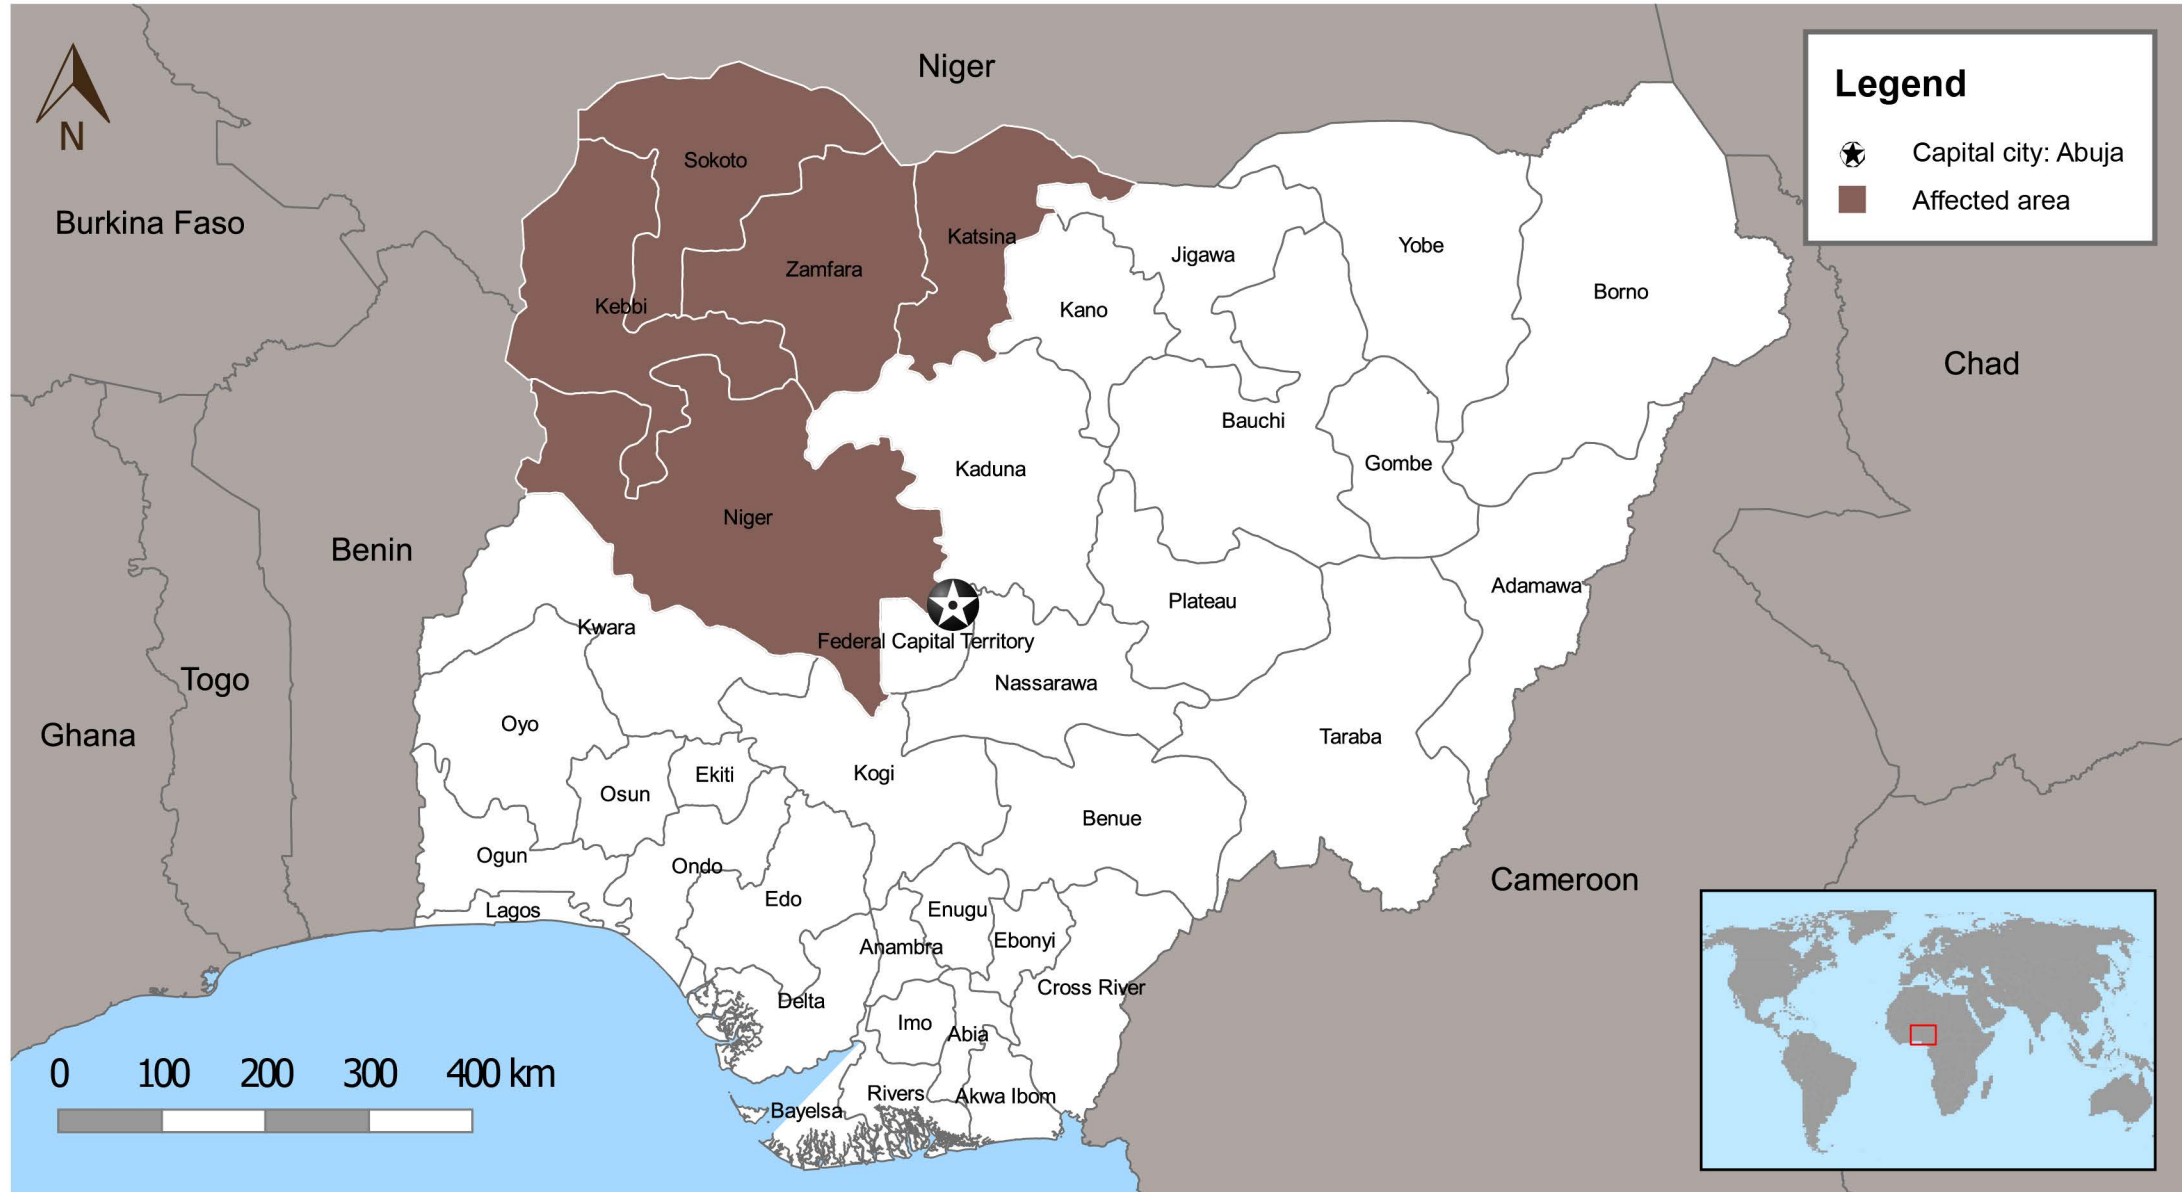 Niger
Legend
Capital city: Abuja
Affected area
N
Burkina Faso
Benin
Togo
Ghana
Chad
Cameroon
Sokoto
Kebbi
Zamfara
Katsina
Kano
Jigawa
Yobe
Borno
Bauchi
Gombe
Kaduna
Niger
Adamawa
Plateau
Federal Capital Territory
Kwara
Nassarawa
Oyo
Taraba
Kogi
Ekiti
Osun
Benue
Ogun
Ondo
Edo
Lagos
Enugu
Ebonyi
Anambra
Cross River
Delta
Imo
Abia
Rivers
Akwa Ibom
Bayelsa
0 100 200 300 400 km